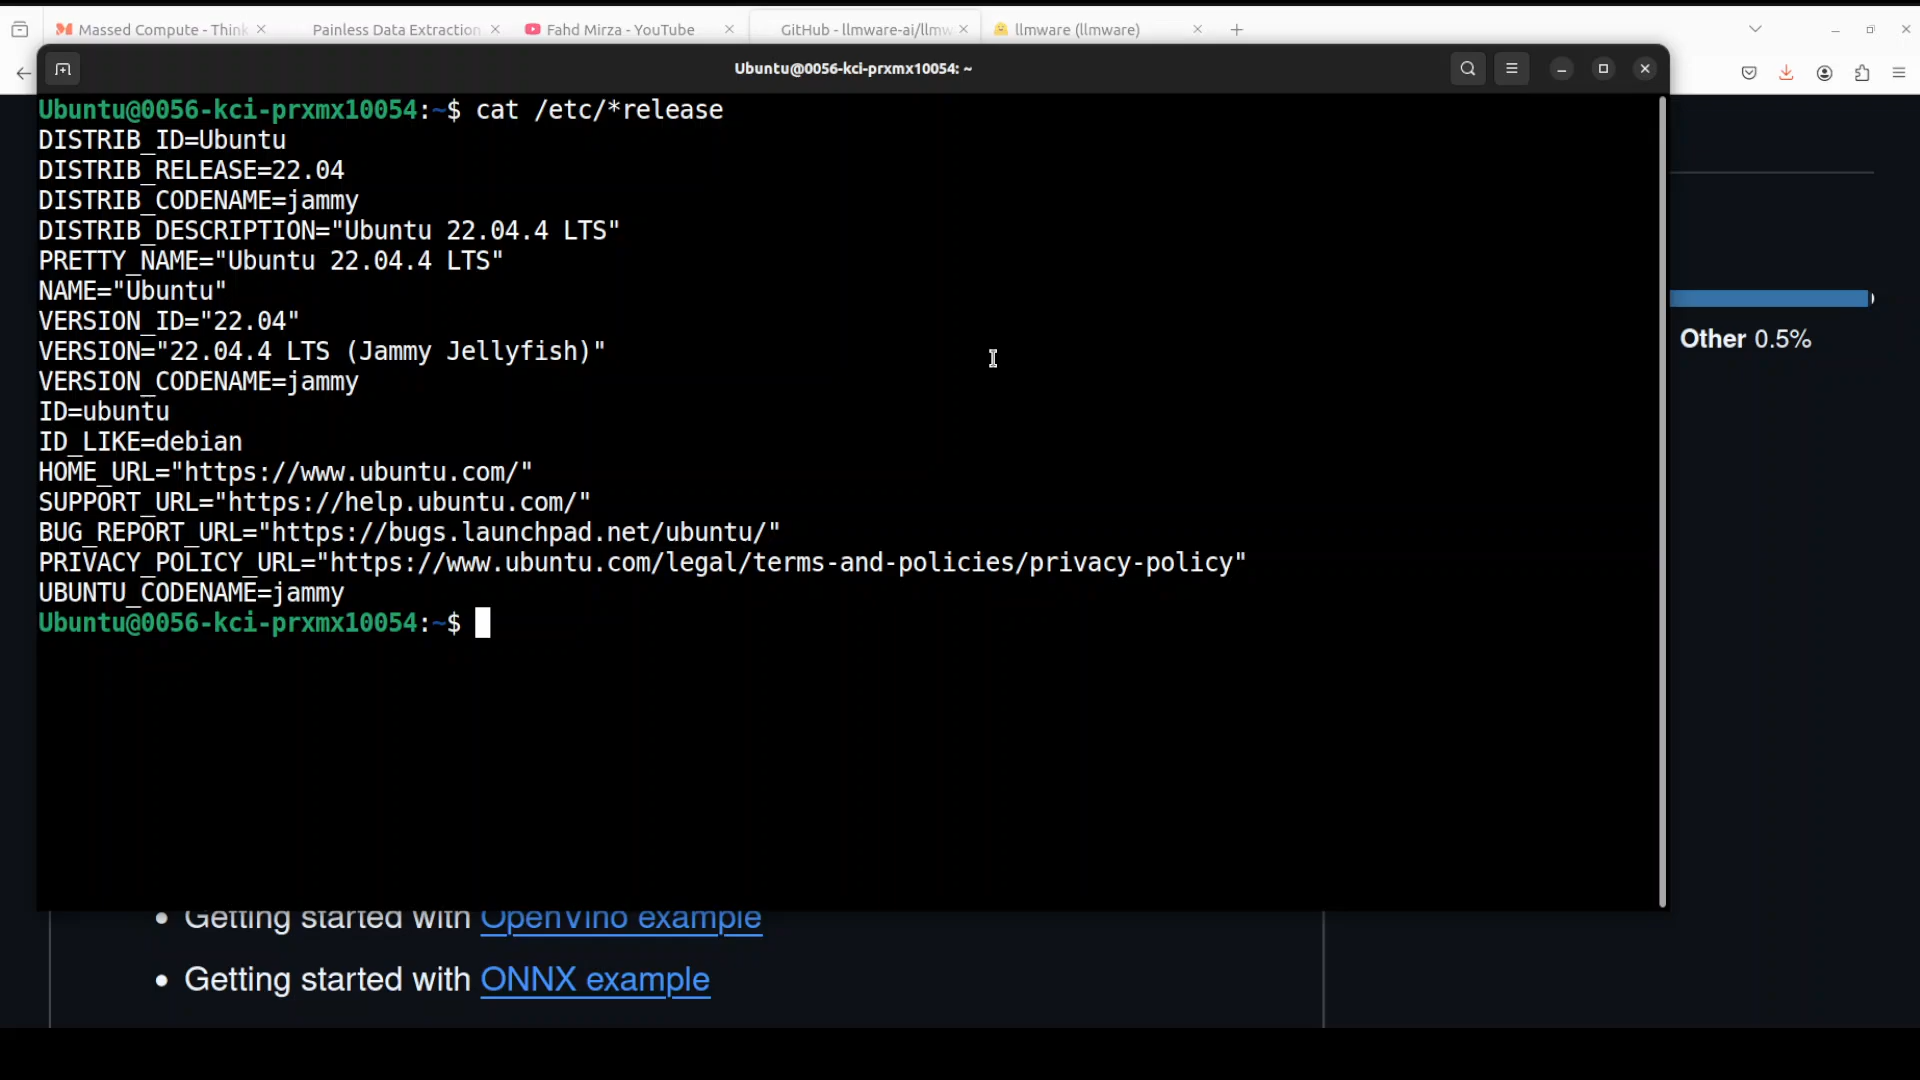 Massed Compute - Think
Painless Data Extraction
Fahd Mirza - YouTube
GitHub - llmware-ai/llmw
llmware (llmware)
Ubuntu@0056-kci-prxmx10054: ~
Ubuntu@0056-kci-prxmx10054:~$ cat /etc/*release
DISTRIB_ID=Ubuntu
DISTRIB_RELEASE=22.04
DISTRIB_CODENAME=jammy
DISTRIB_DESCRIPTION="Ubuntu 22.04.4 LTS"
PRETTY_NAME="Ubuntu 22.04.4 LTS"
NAME="Ubuntu"
VERSION_ID="22.04"
VERSION="22.04.4 LTS (Jammy Jellyfish)"
VERSION_CODENAME=jammy
ID=ubuntu
ID_LIKE=debian
HOME_URL="https://www.ubuntu.com/"
SUPPORT_URL="https://help.ubuntu.com/"
BUG_REPORT_URL="https://bugs.launchpad.net/ubuntu/"
PRIVACY_POLICY_URL="https://www.ubuntu.com/legal/terms-and-policies/privacy-policy"
UBUNTU_CODENAME=jammy
Ubuntu@0056-kci-prxmx10054:~$
Other 0.5%
• Getting started with OpenVino example
• Getting started with ONNX example